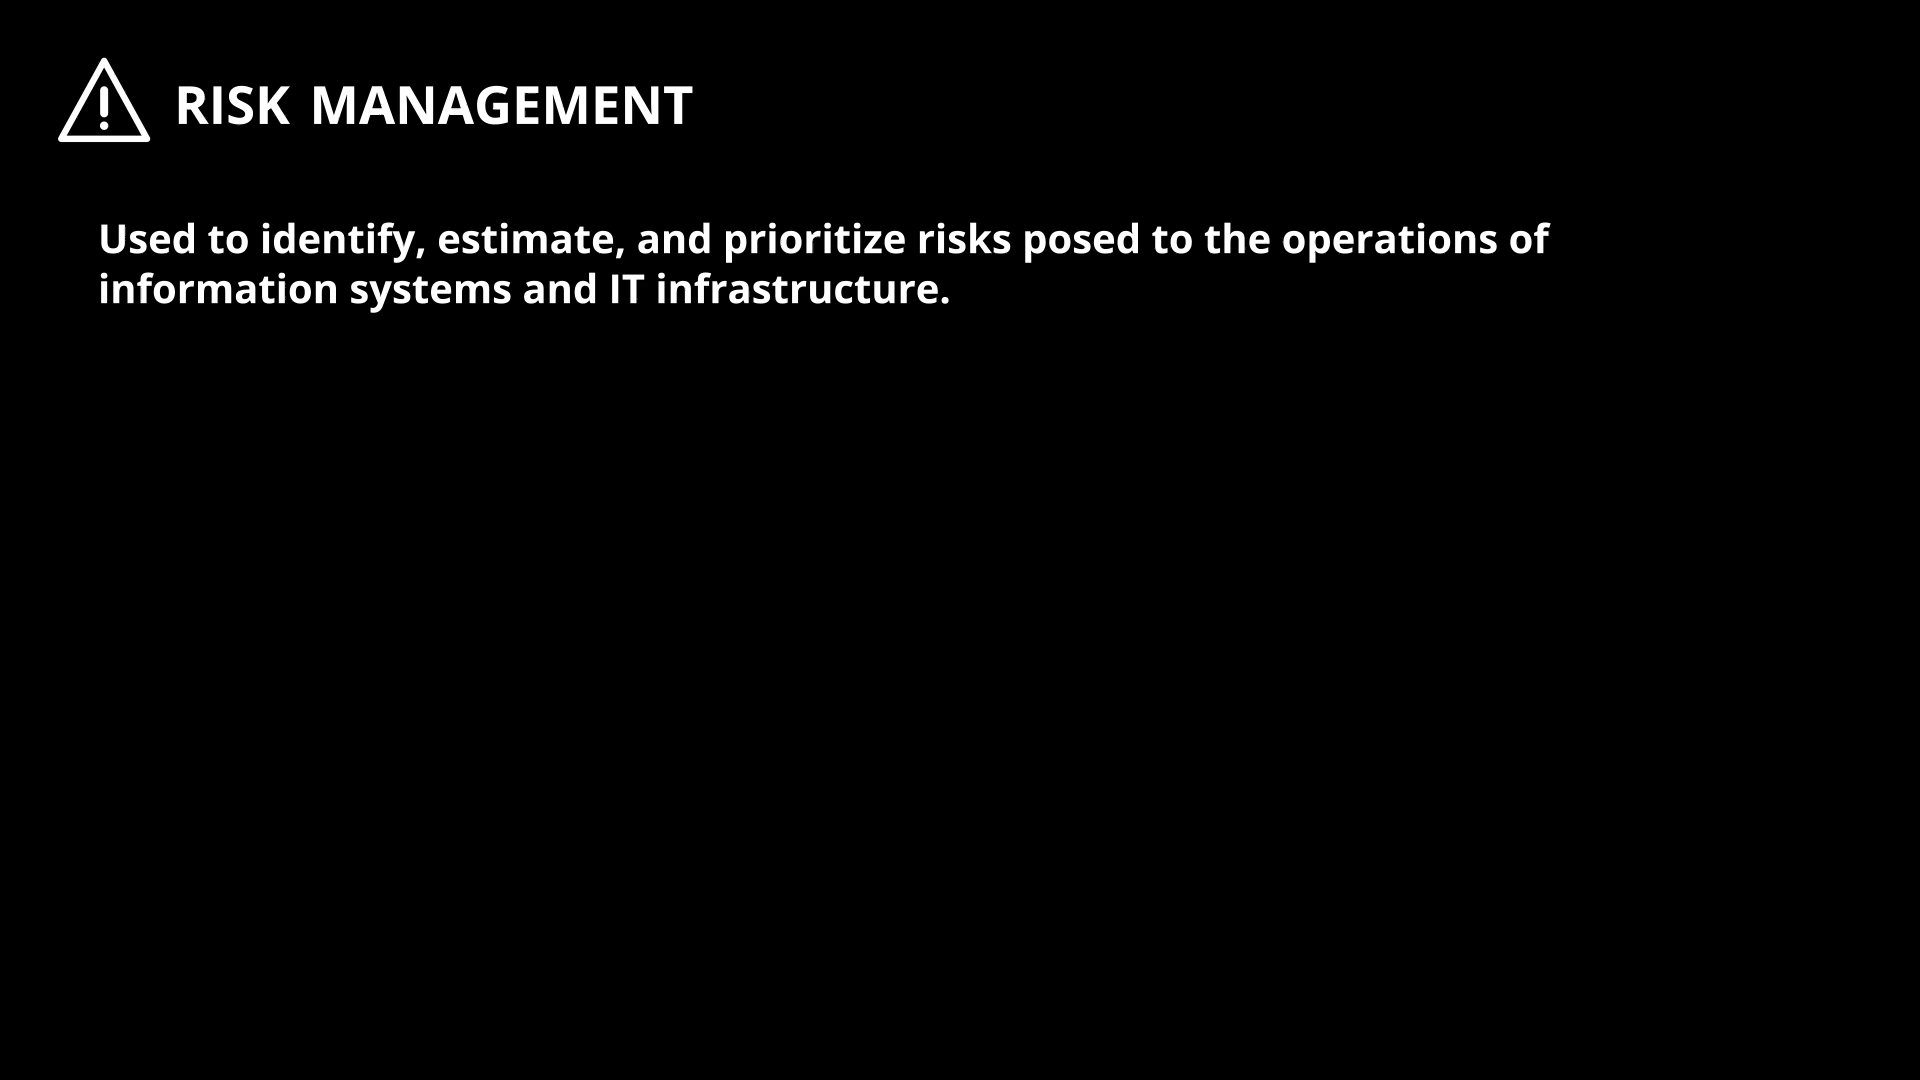 RISK MANAGEMENT
Used to identify, estimate, and prioritize risks posed to the operations of
information systems and IT infrastructure.